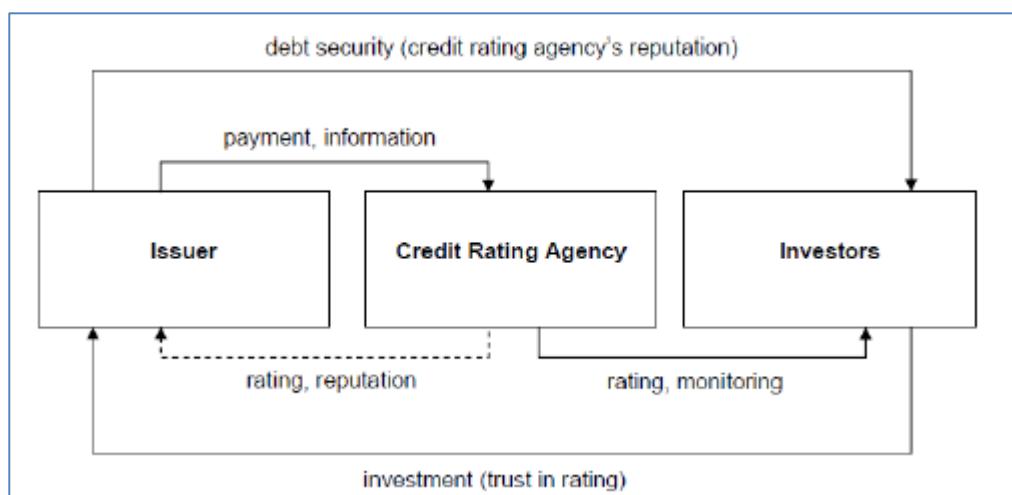 debt security (credit rating agency's reputation)
payment, information
Issuer
Credit Rating Agency
Investors
rating, reputation
rating, monitoring
investment (trust in rating)